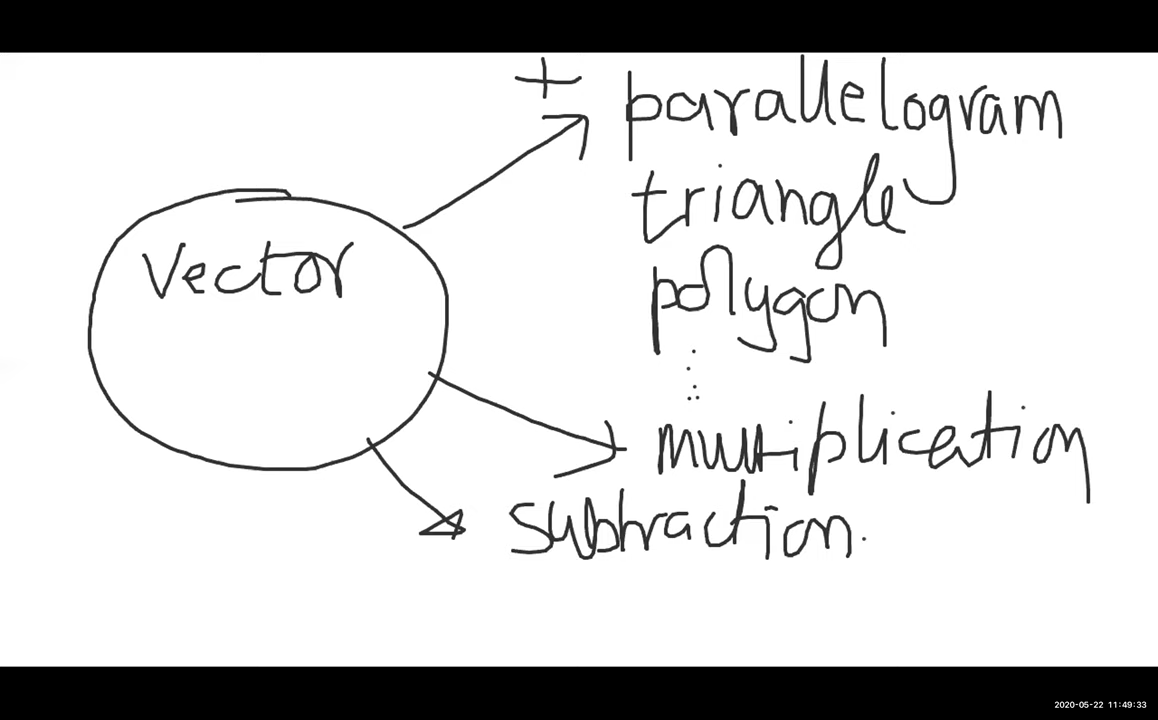 +
parallelogram
triangle
Vector
polygon
multiplication
subtraction.
2020-05-22 11:49:33